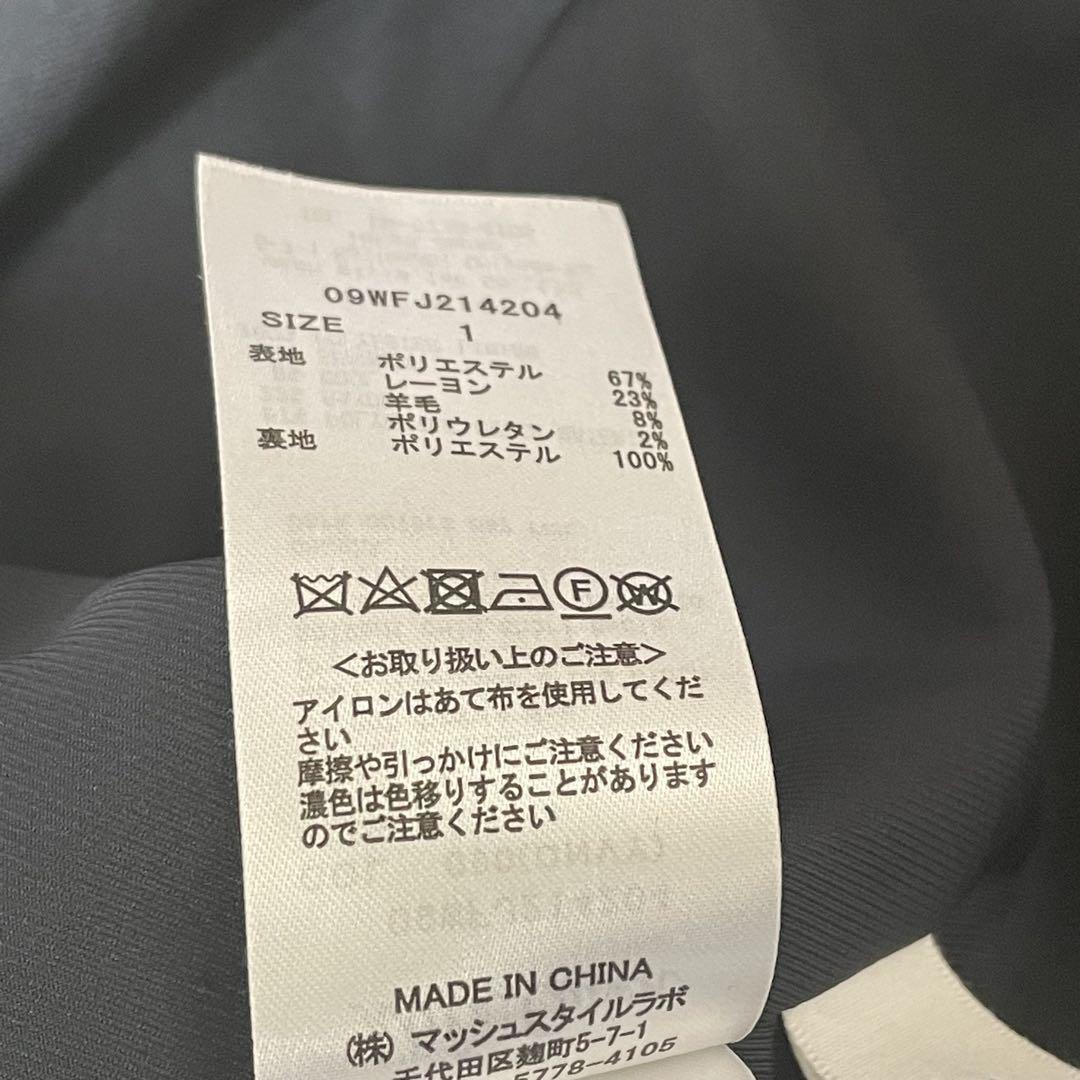 09WFJ214204
SIZE 1
表地 ポリエステル 67%
レーヨン 23%
羊毛 8%
ポリウレタン 2%
裏地 ポリエステル 100%
F
W
<お取り扱い上のご注意>
アイロンはあて布を使用してくだ
さい
摩擦や引っかけにご注意ください
濃色は色移りすることがあります
のでご注意ください
MADE IN CHINA
(株) マッシュスタイルラボ
千代田区麹町5-7-1
5778-4105